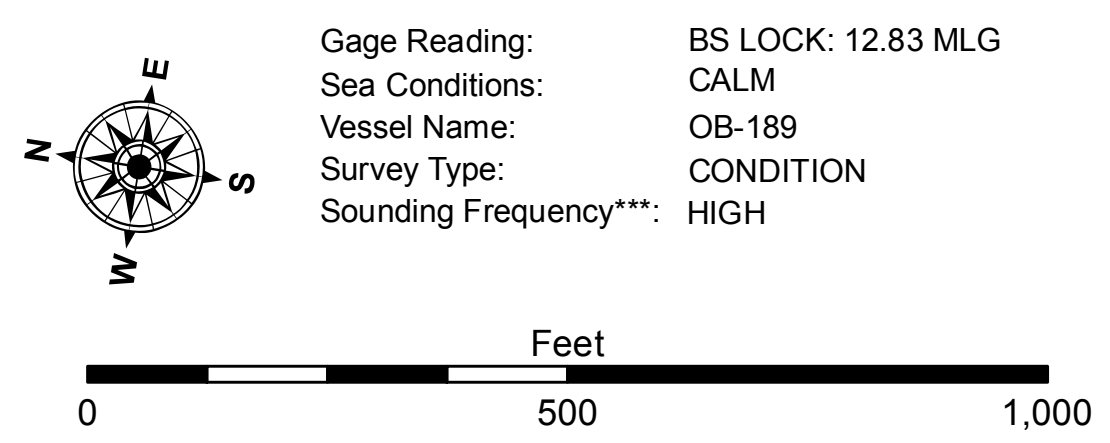 E
N
S
W
Gage Reading: BS LOCK: 12.83 MLG
Sea Conditions: CALM
Vessel Name: OB-189
Survey Type: CONDITION
Sounding Frequency***: HIGH
Feet
0 500 1,000